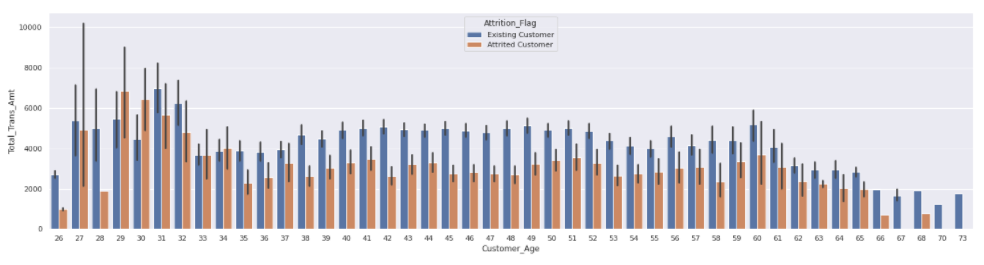 Attrition_Flag
Existing Customer
Attrited Customer
Total_Trans_Amt
10000
8000
6000
4000
2000
0
26 27 28 29 30 31 32 33 34 35 36 37 38 39 40 41 42 43 44 45 46 47 48 49 50 51 52 53 54 55 56 57 58 59 60 61 62 63 64 65 66 67 68 70 73
Customer_Age